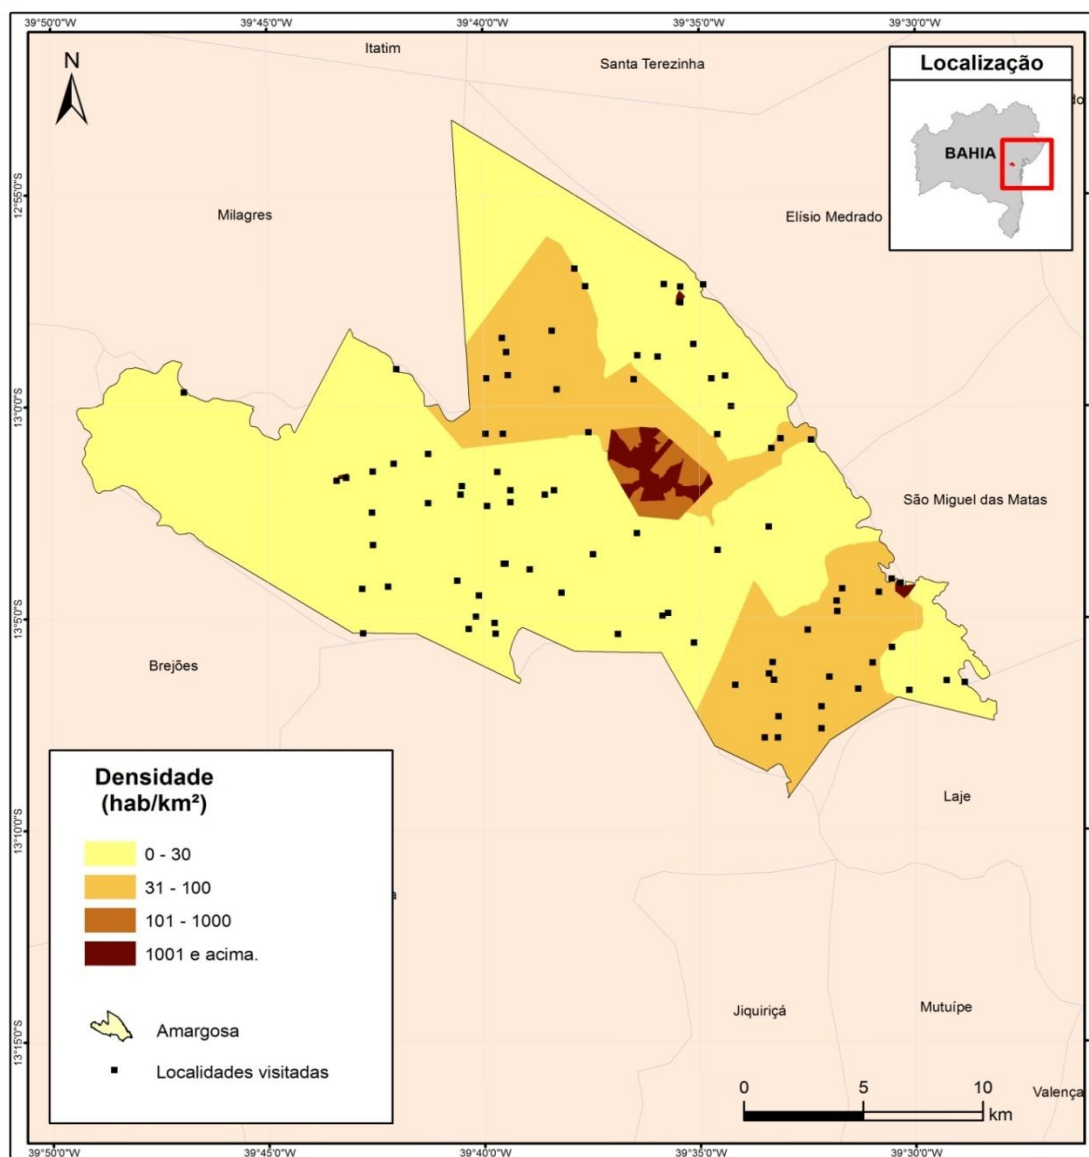 39°50'0"W
39°45'0"W
39°40'0"W
39°35'0"W
39°30'0"W
N
Itatim
Santa Terezinha
Localização
BAHIA
12°55'0"S
Milagres
Elísio Medrado
13°0'0"S
São Miguel das Matas
13°5'0"S
Brejões
Densidade
(hab/km²)
0 - 30
31 - 100
101 - 1000
1001 e acima.
Amargosa
Localidades visitadas
Laje
13°10'0"S
Jiquiriçá
Mutuípe
13°15'0"S
0 5 10
km
Valença
39°50'0"W
39°45'0"W
39°40'0"W
39°35'0"W
39°30'0"W